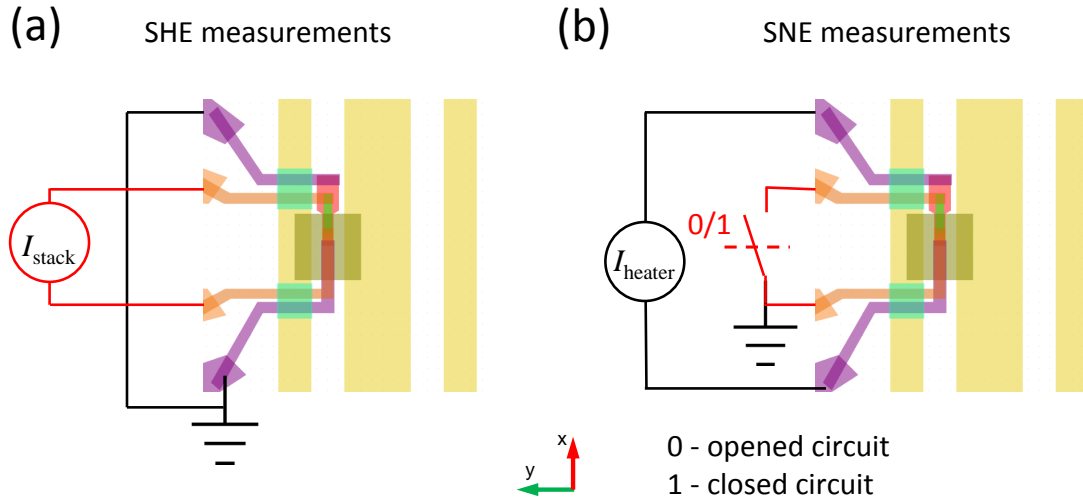 (a)
SHE measurements
I_stack
(b)
SNE measurements
0/1
I_heater
x
y
0 - opened circuit
1 - closed circuit